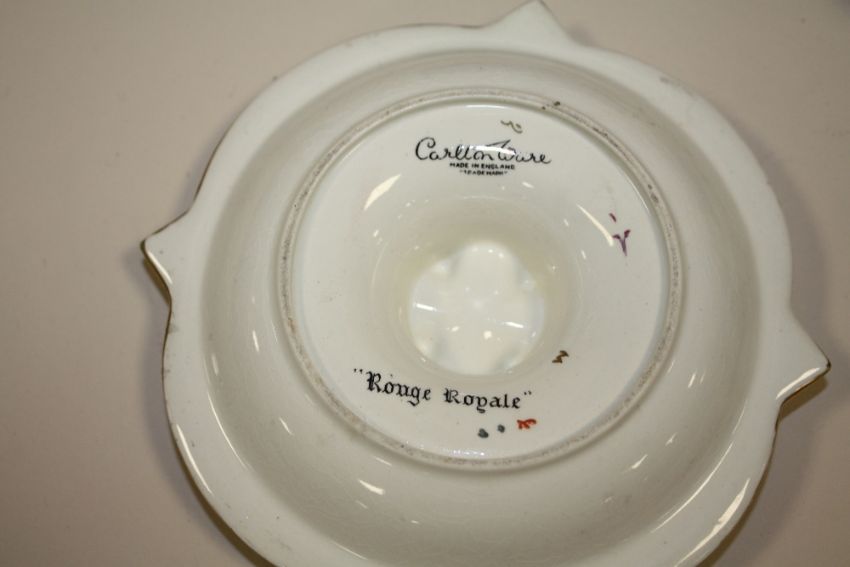 Carlton Ware
MADE IN ENGLAND
"TRADE MARK"
"Rouge Royale"